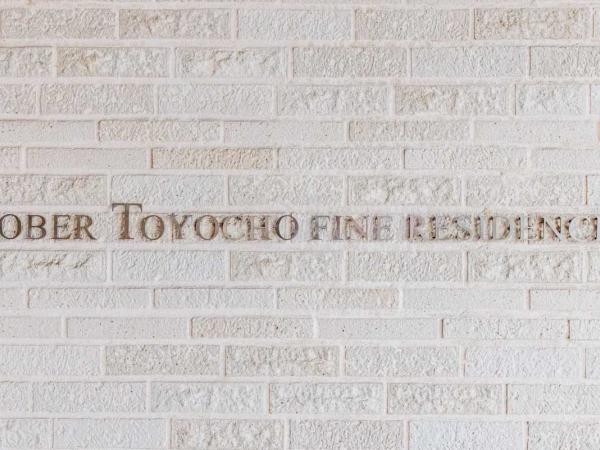 OBER TOYOCHO FINE RESIDENC